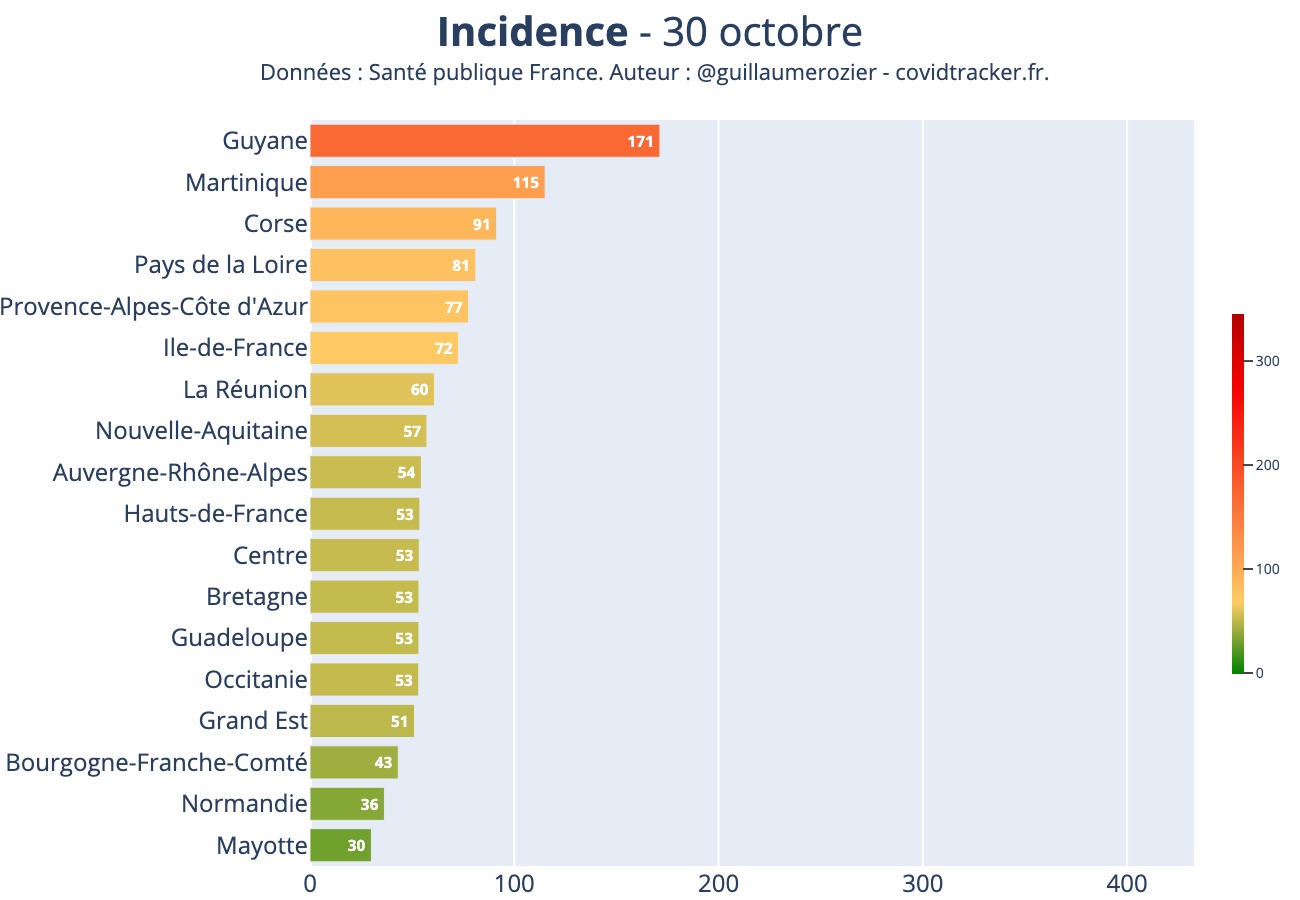 Incidence - 30 octobre
Données : Santé publique France. Auteur : @guillaumerozier - covidtracker.fr.
Guyane 171
Martinique 115
Corse 91
Pays de la Loire 81
Provence-Alpes-Côte d'Azur 77
Ile-de-France 72
La Réunion 60
Nouvelle-Aquitaine 57
Auvergne-Rhône-Alpes 54
Hauts-de-France 53
Centre 53
Bretagne 53
Guadeloupe 53
Occitanie 53
Grand Est 51
Bourgogne-Franche-Comté 43
Normandie 36
Mayotte 30
0 100 200 300 400
300
200
100
0